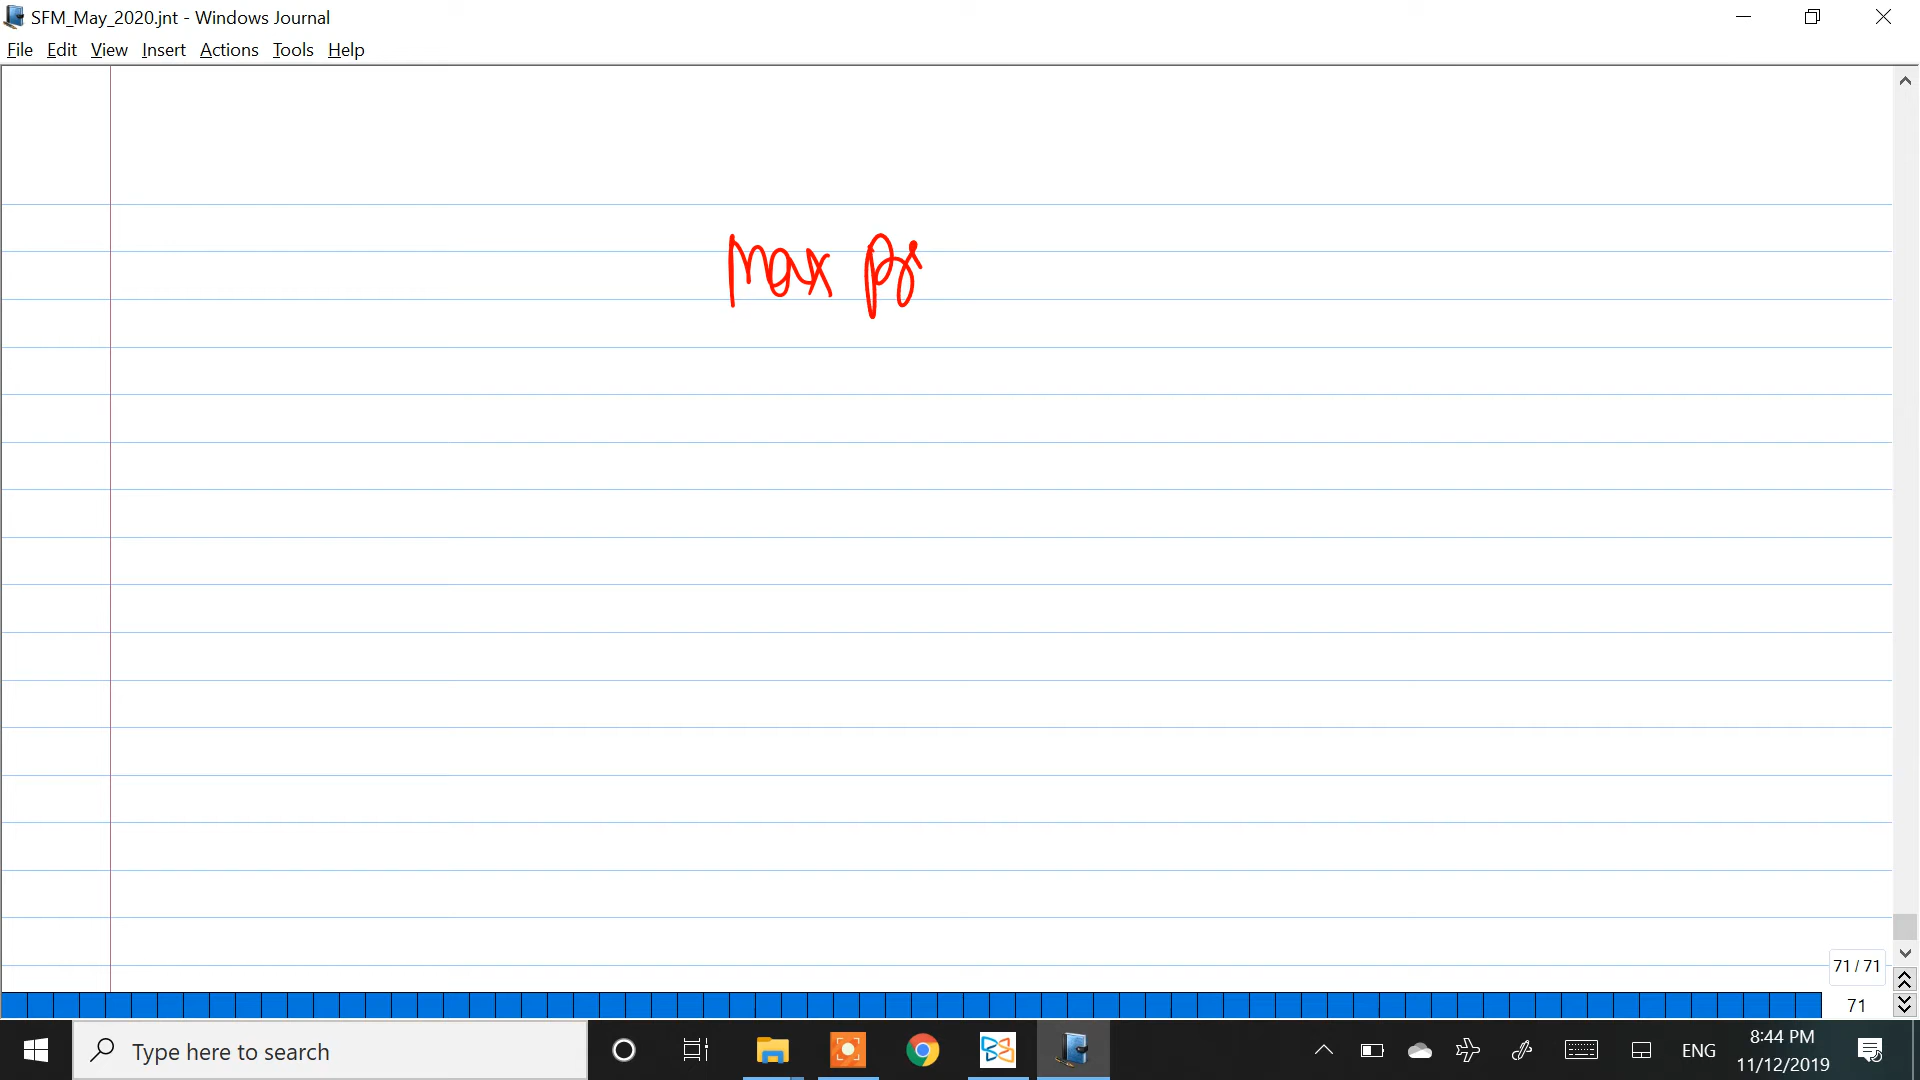 SFM_May_2020.jnt - Windows Journal
File Edit View Insert Actions Tools Help
Max
71 / 71
71
Type here to search
ENG
8:44 PM
11/12/2019